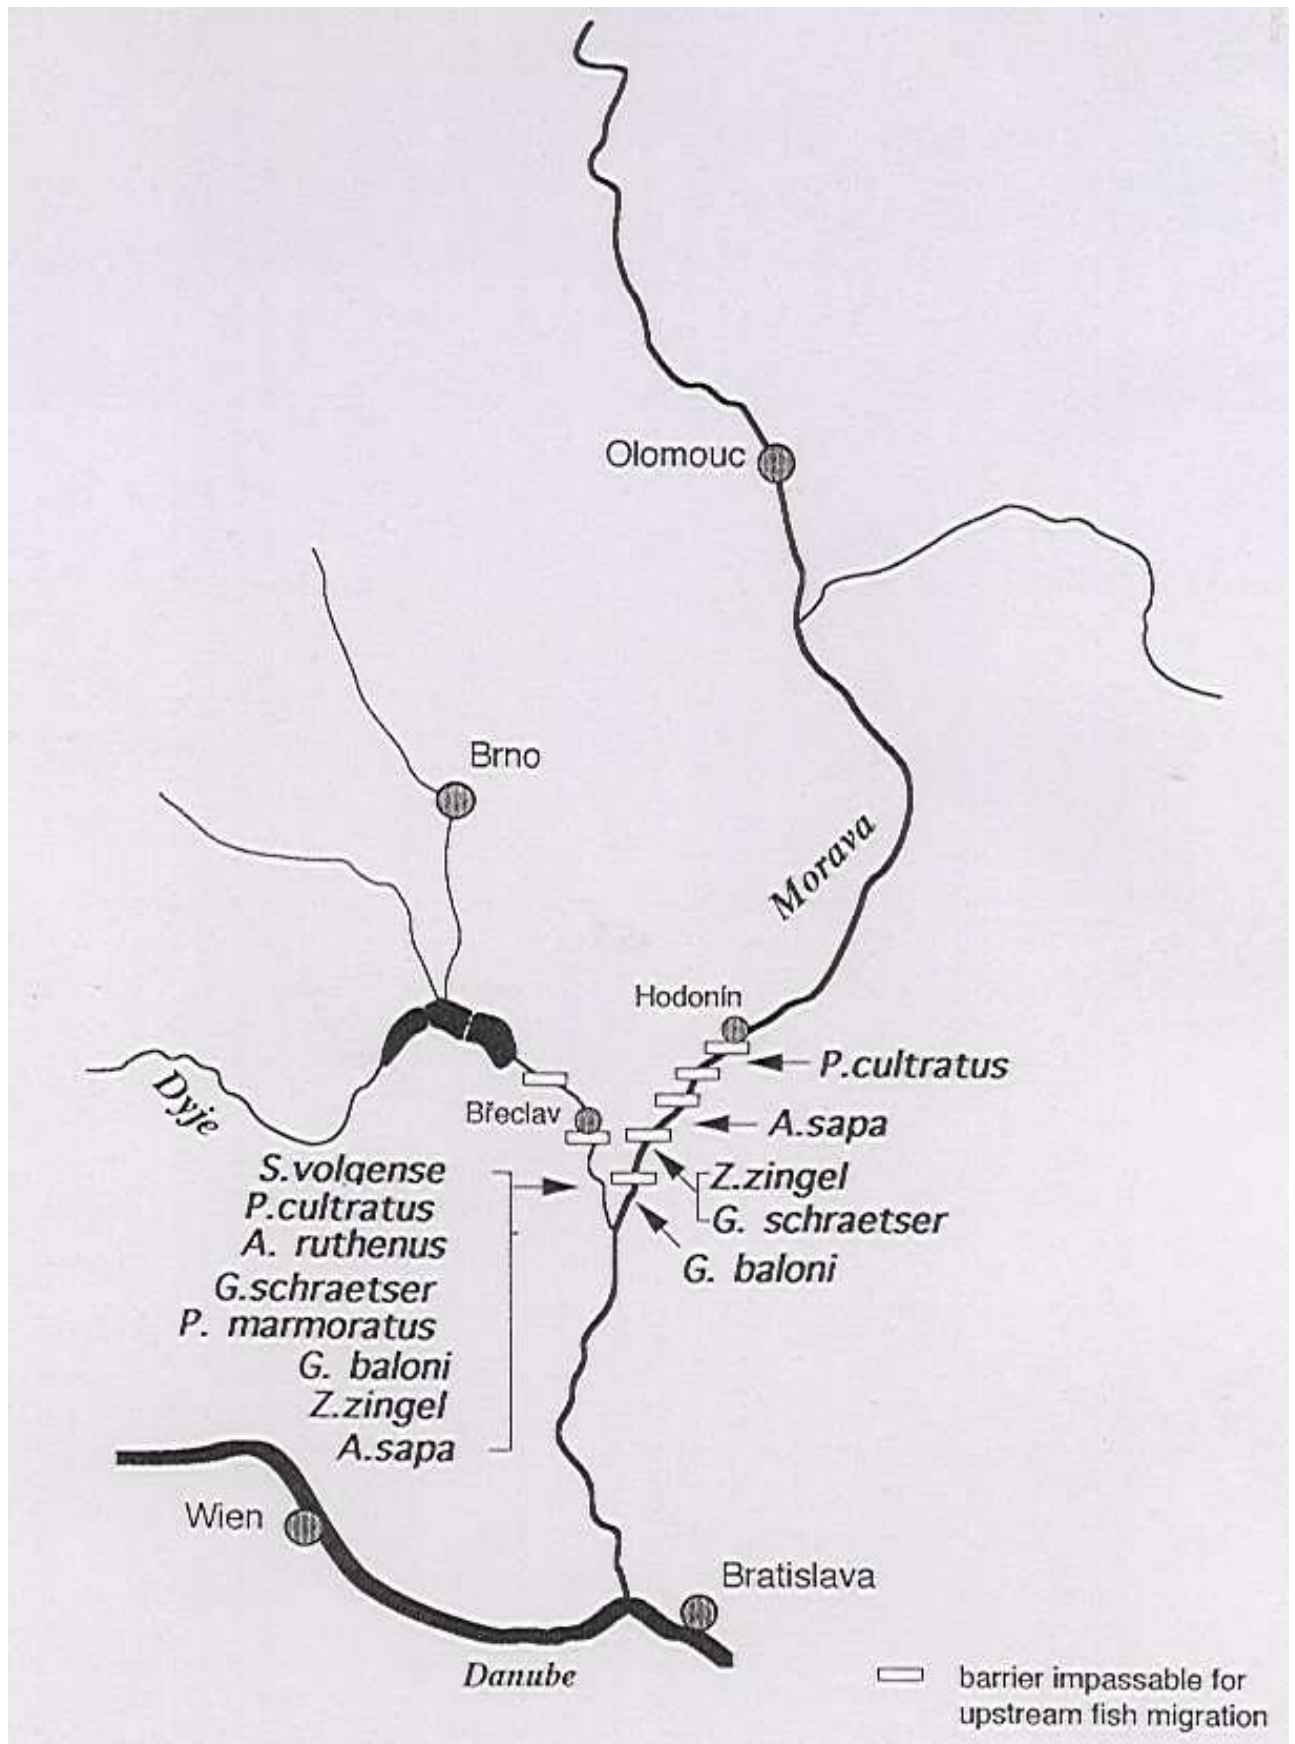 Olomouc
Brno
Morava
Hodonín
P.cultratus
Dyje
Břeclav
A.sapa
S.volgense
Z.zingel
P.cultratus
G. schraetser
A. ruthenus
G. baloni
G.schraetser
P. marmoratus
G. baloni
Z.zingel
A.sapa
Wien
Bratislava
Danube
barrier impassable for
upstream fish migration